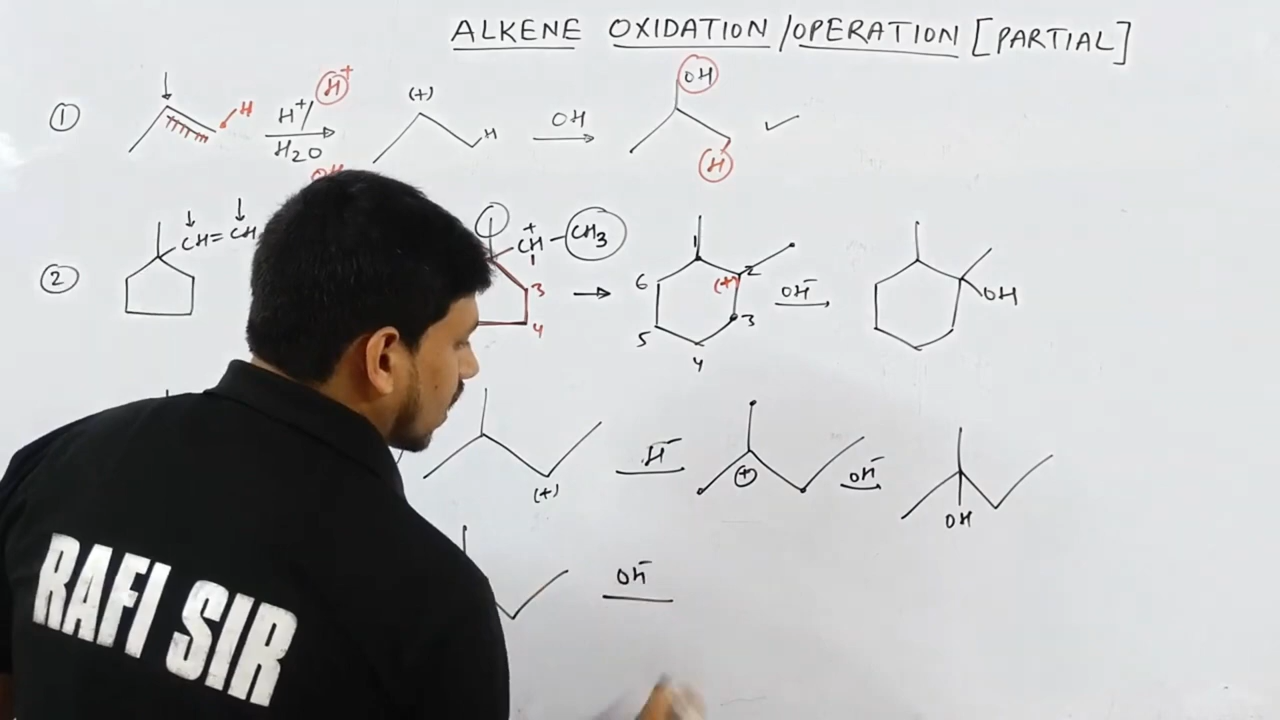 ALKENE OXIDATION/OPERATION [PARTIAL]
① H H⁺/H₂O H⁺ (+) H OH OH H ✓
② CH=CH CH⁺-CH₃ 1 3 4 → 1 2 3 4 5 6 (+) OH⁻ OH
(+) H⁻ ⊕ OH⁻ OH
OH⁻
RAFI SIR